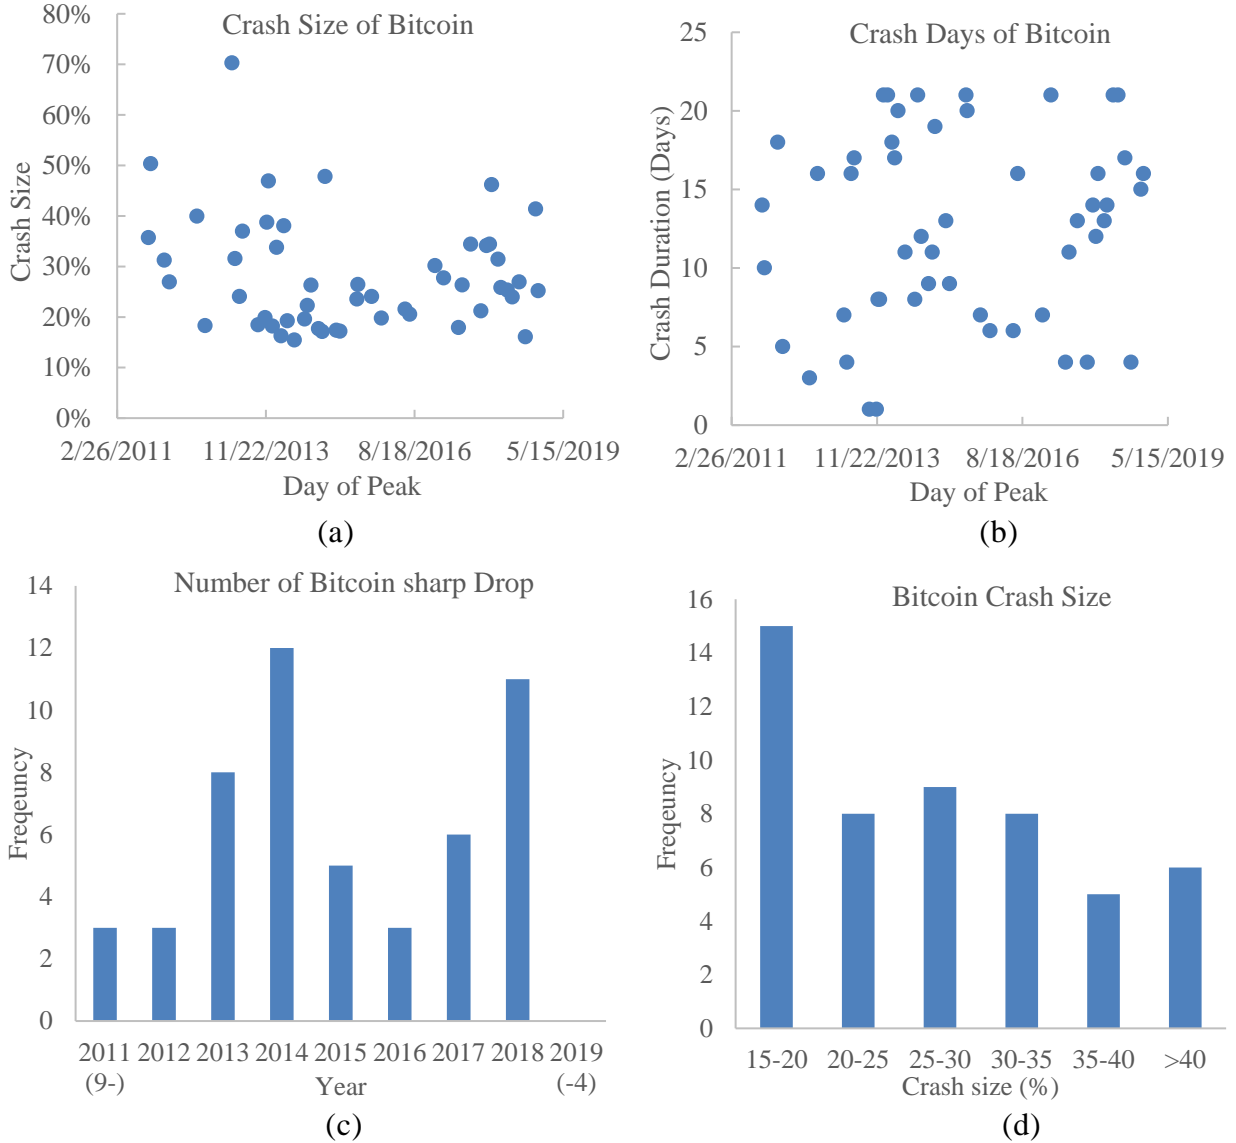 Crash Size of Bitcoin
80%
70%
60%
50%
40%
30%
20%
10%
0%
Crash Size
2/26/2011 11/22/2013 8/18/2016 5/15/2019
Day of Peak
(a)
Crash Days of Bitcoin
25
20
15
10
5
0
Crash Duration (Days)
2/26/2011 11/22/2013 8/18/2016 5/15/2019
Day of Peak
(b)
Number of Bitcoin sharp Drop
14
12
10
8
6
4
2
0
Freqeuncy
2011 2012 2013 2014 2015 2016 2017 2018 2019
(9-) (-4)
Year
(c)
Bitcoin Crash Size
16
14
12
10
8
6
4
2
0
Freqeuncy
15-20 20-25 25-30 30-35 35-40 >40
Crash size (%)
(d)